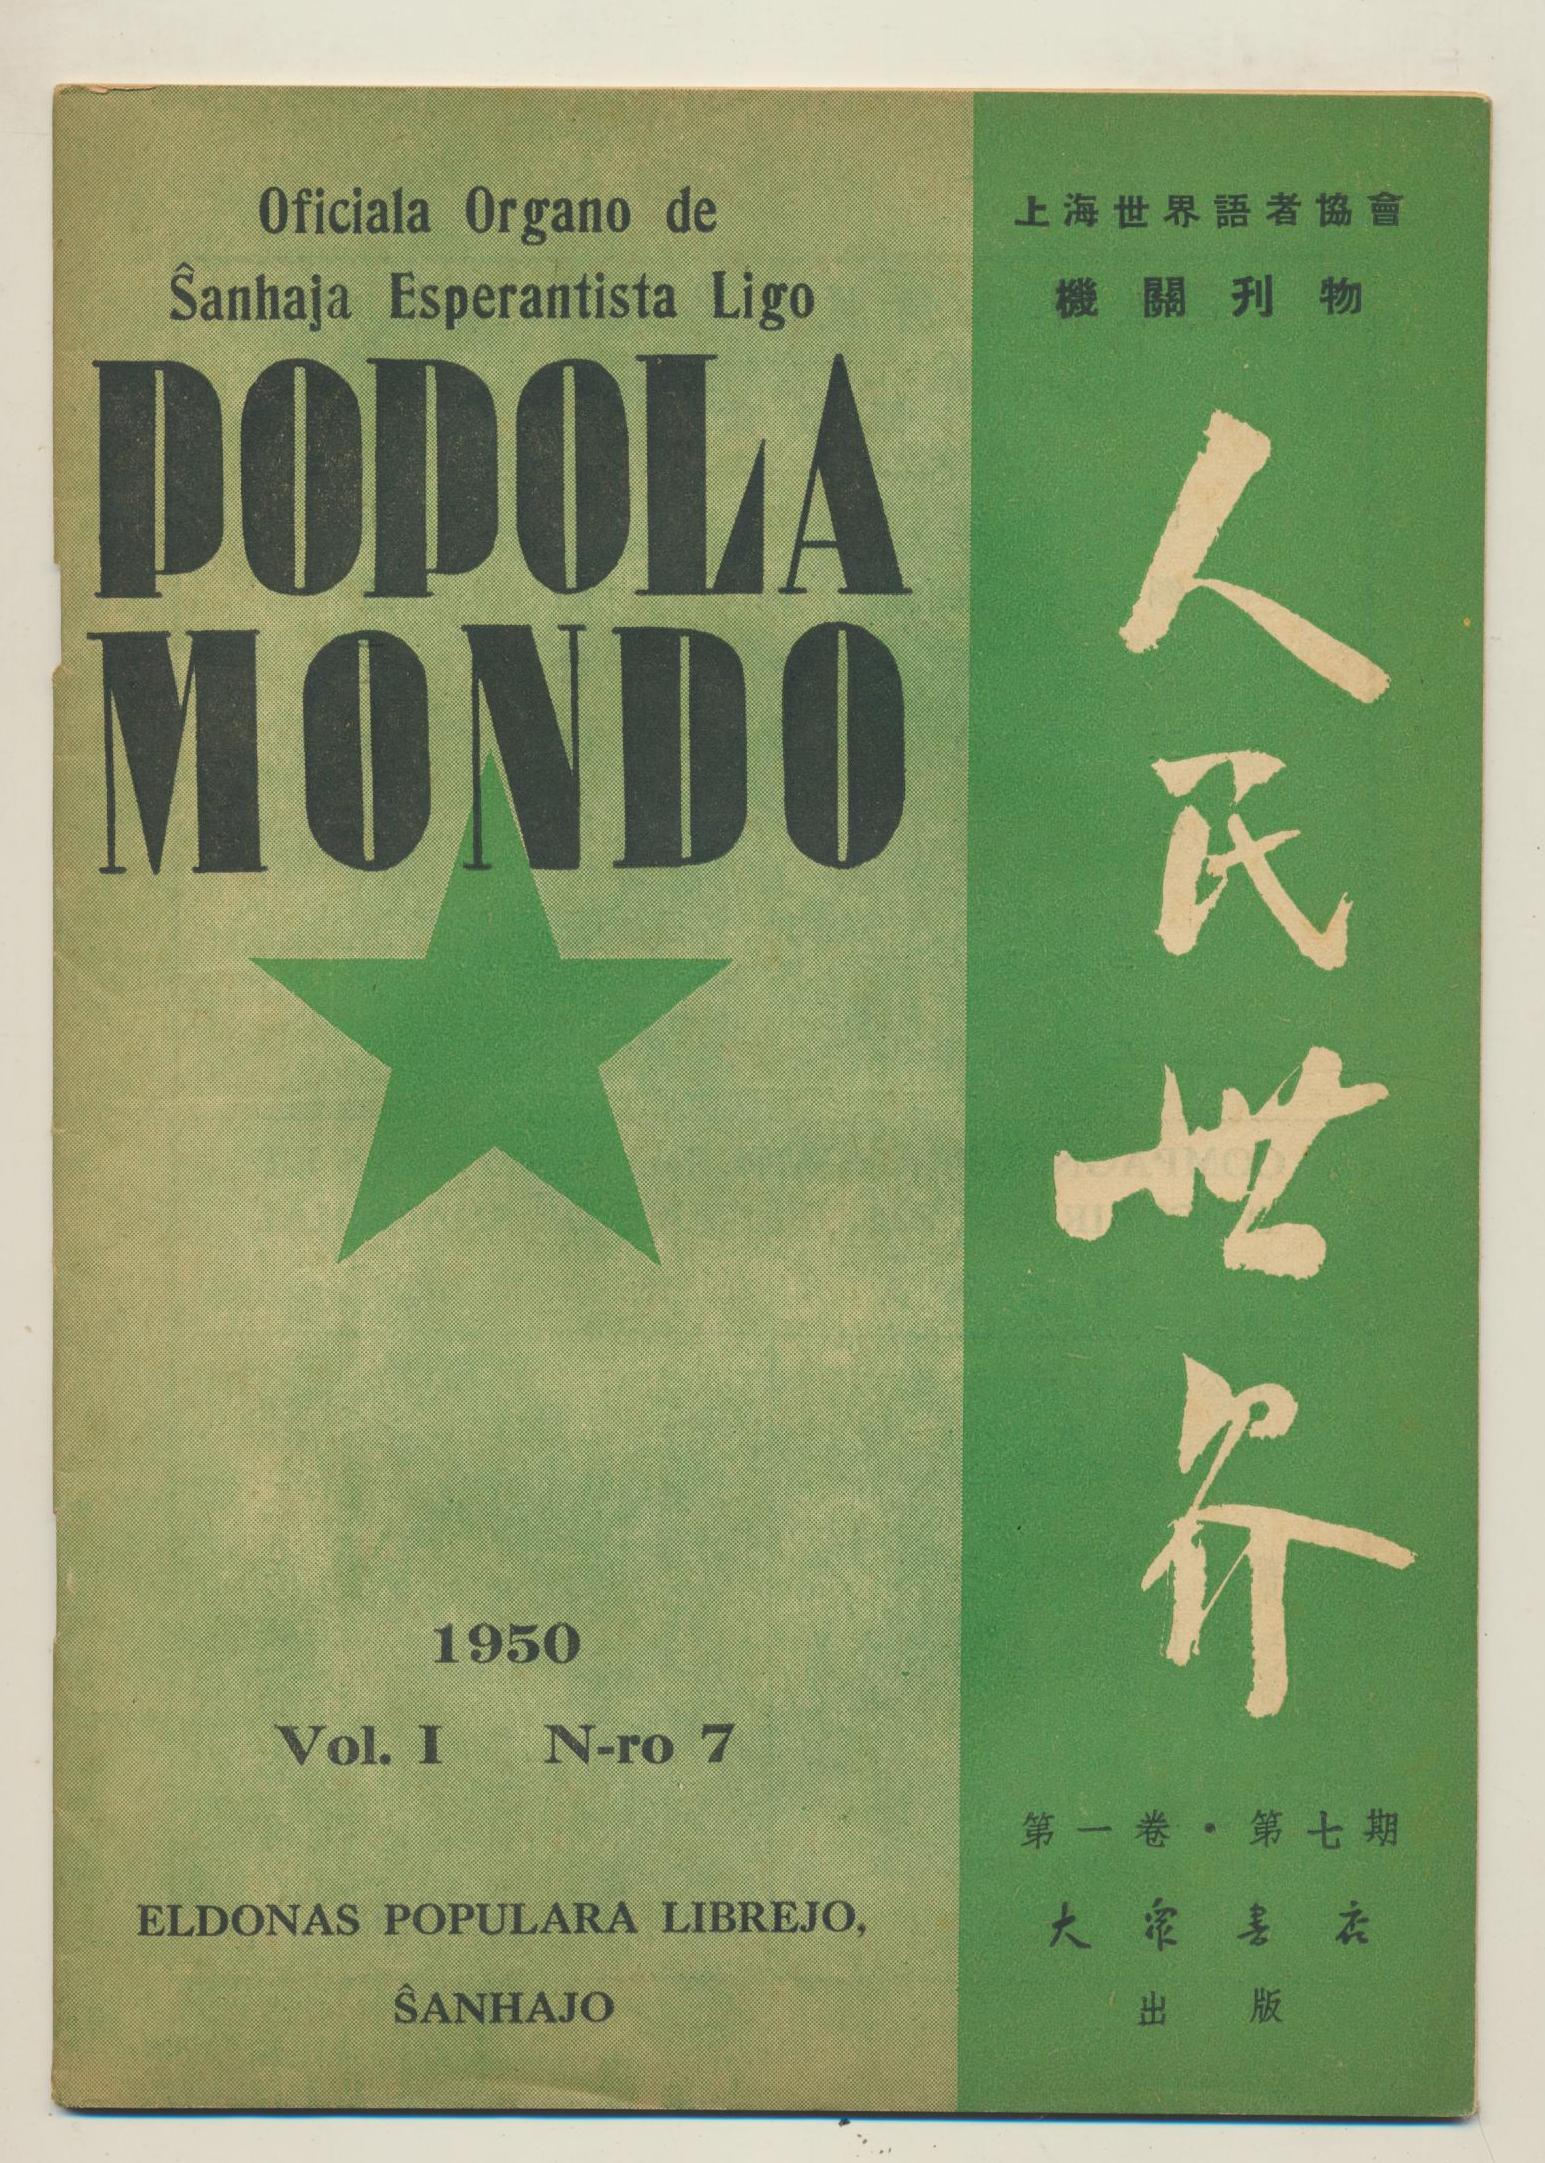 Oficiala Organo de
Ŝanhaja Esperantista Ligo
POPOLA
MONDO
1950
Vol. I N-ro 7
ELDONAS POPULARA LIBREJO,
ŜANHAJO
上海世界語者協會
機關刊物
人民世界
第一卷・第七期
大眾書店
出版